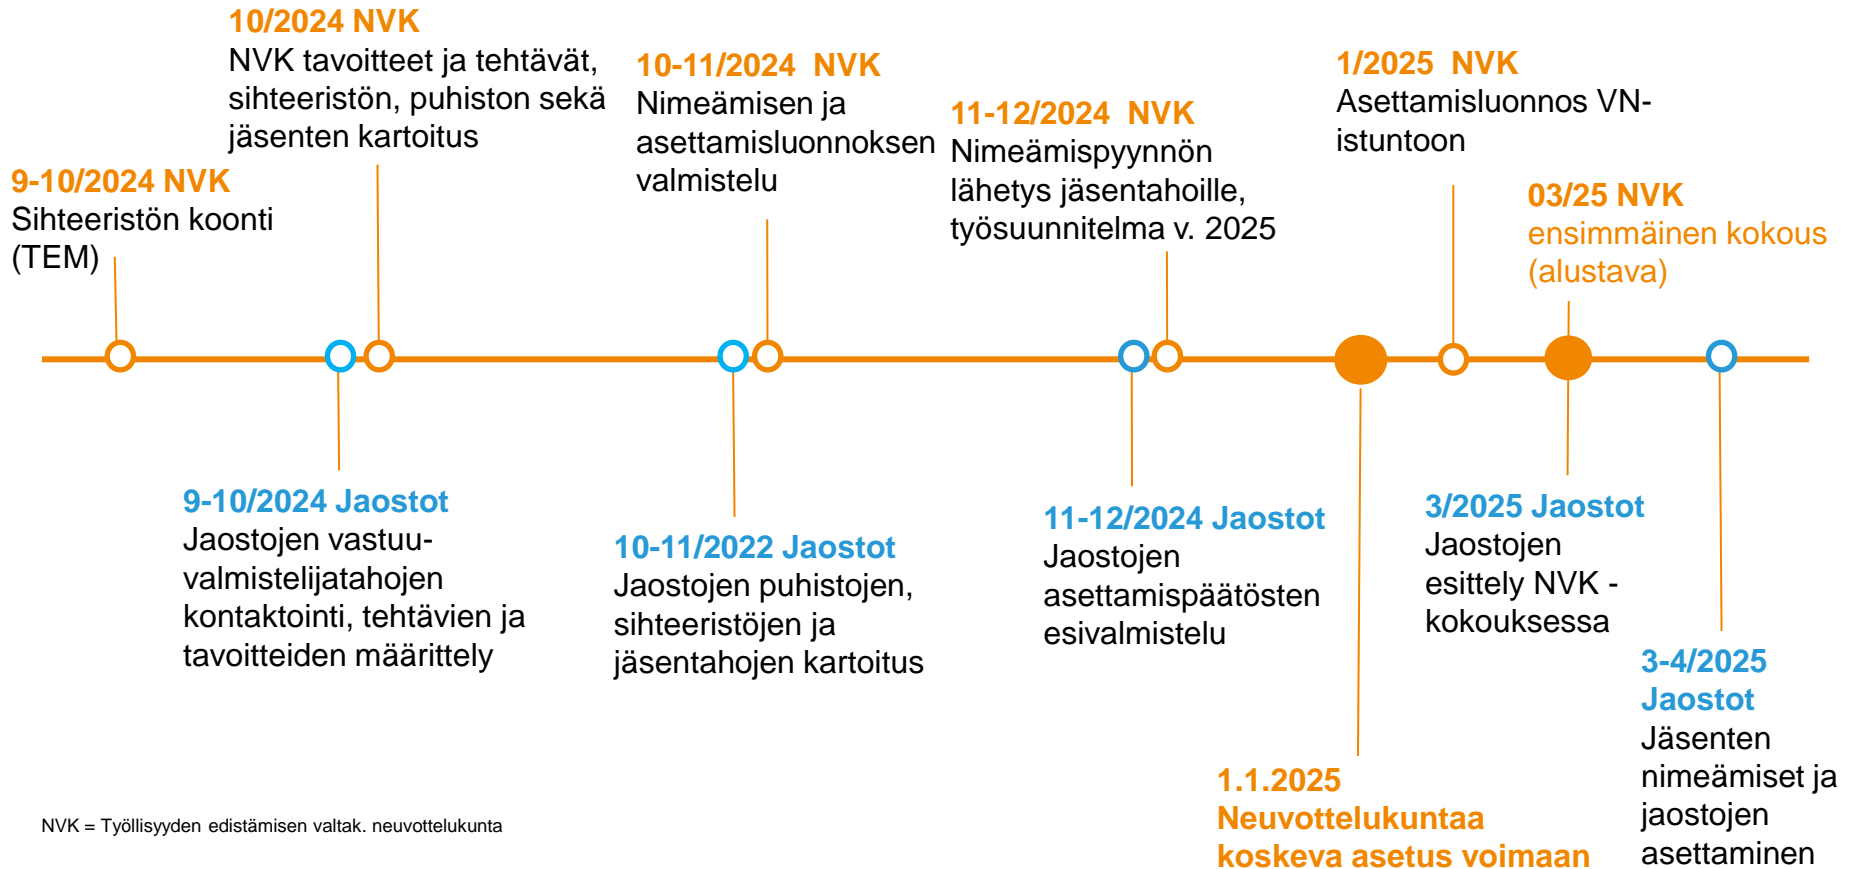 10/2024 NVK
NVK tavoitteet ja tehtävät,
sihteeristön, puhiston sekä
jäsenten kartoitus
10-11/2024  NVK
Nimeämisen ja
asettamisluonnoksen
valmistelu
1/2025  NVK
Asettamisluonnos VN-
istuntoon
11-12/2024  NVK
Nimeämispyynnön
lähetys jäsentahoille,
työsuunnitelma v. 2025
9-10/2024 NVK
Sihteeristön koonti
(TEM)
03/25 NVK
ensimmäinen kokous
(alustava)
9-10/2024 Jaostot
Jaostojen vastuu-
valmistelijatahojen
kontaktointi, tehtävien ja
tavoitteiden määrittely
10-11/2022 Jaostot
Jaostojen puhistojen,
sihteeristöjen ja
jäsentahojen kartoitus
11-12/2024 Jaostot
Jaostojen
asettamispäätösten
esivalmistelu
3/2025 Jaostot
Jaostojen
esittely NVK -
kokouksessa
3-4/2025
Jaostot
Jäsenten
nimeämiset ja
jaostojen
asettaminen
1.1.2025
Neuvottelukuntaa
koskeva asetus voimaan
NVK = Työllisyyden edistämisen valtak. neuvottelukunta